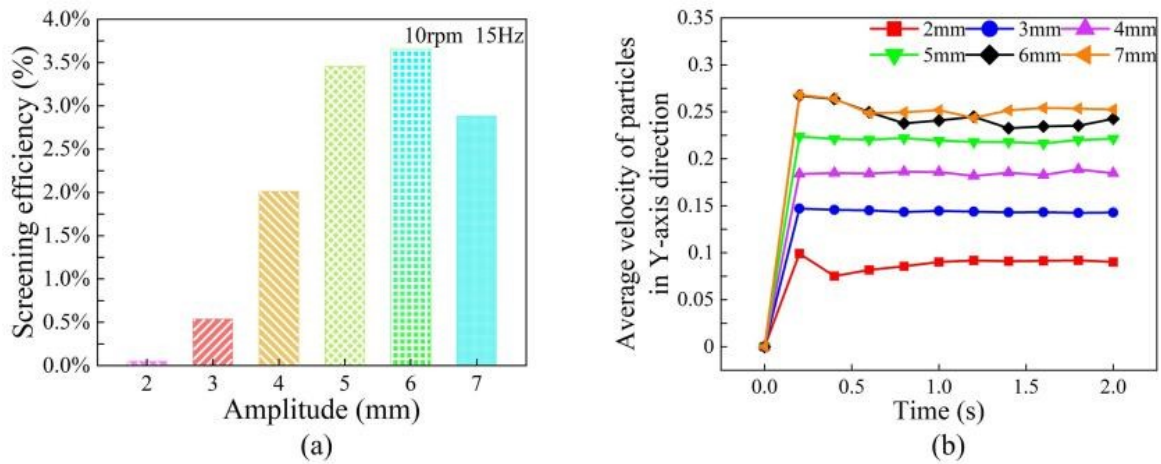 4.0%
3.5%
3.0%
2.5%
2.0%
1.5%
1.0%
0.5%
0.0%
Screening efficiency (%)
10rpm 15Hz
2 3 4 5 6 7
Amplitude (mm)
(a)
0.35
0.3
0.25
0.2
0.15
0.1
0.05
0
Average velocity of particles
in Y-axis direction
2mm 3mm 4mm
5mm 6mm 7mm
0.0 0.5 1.0 1.5 2.0
Time (s)
(b)